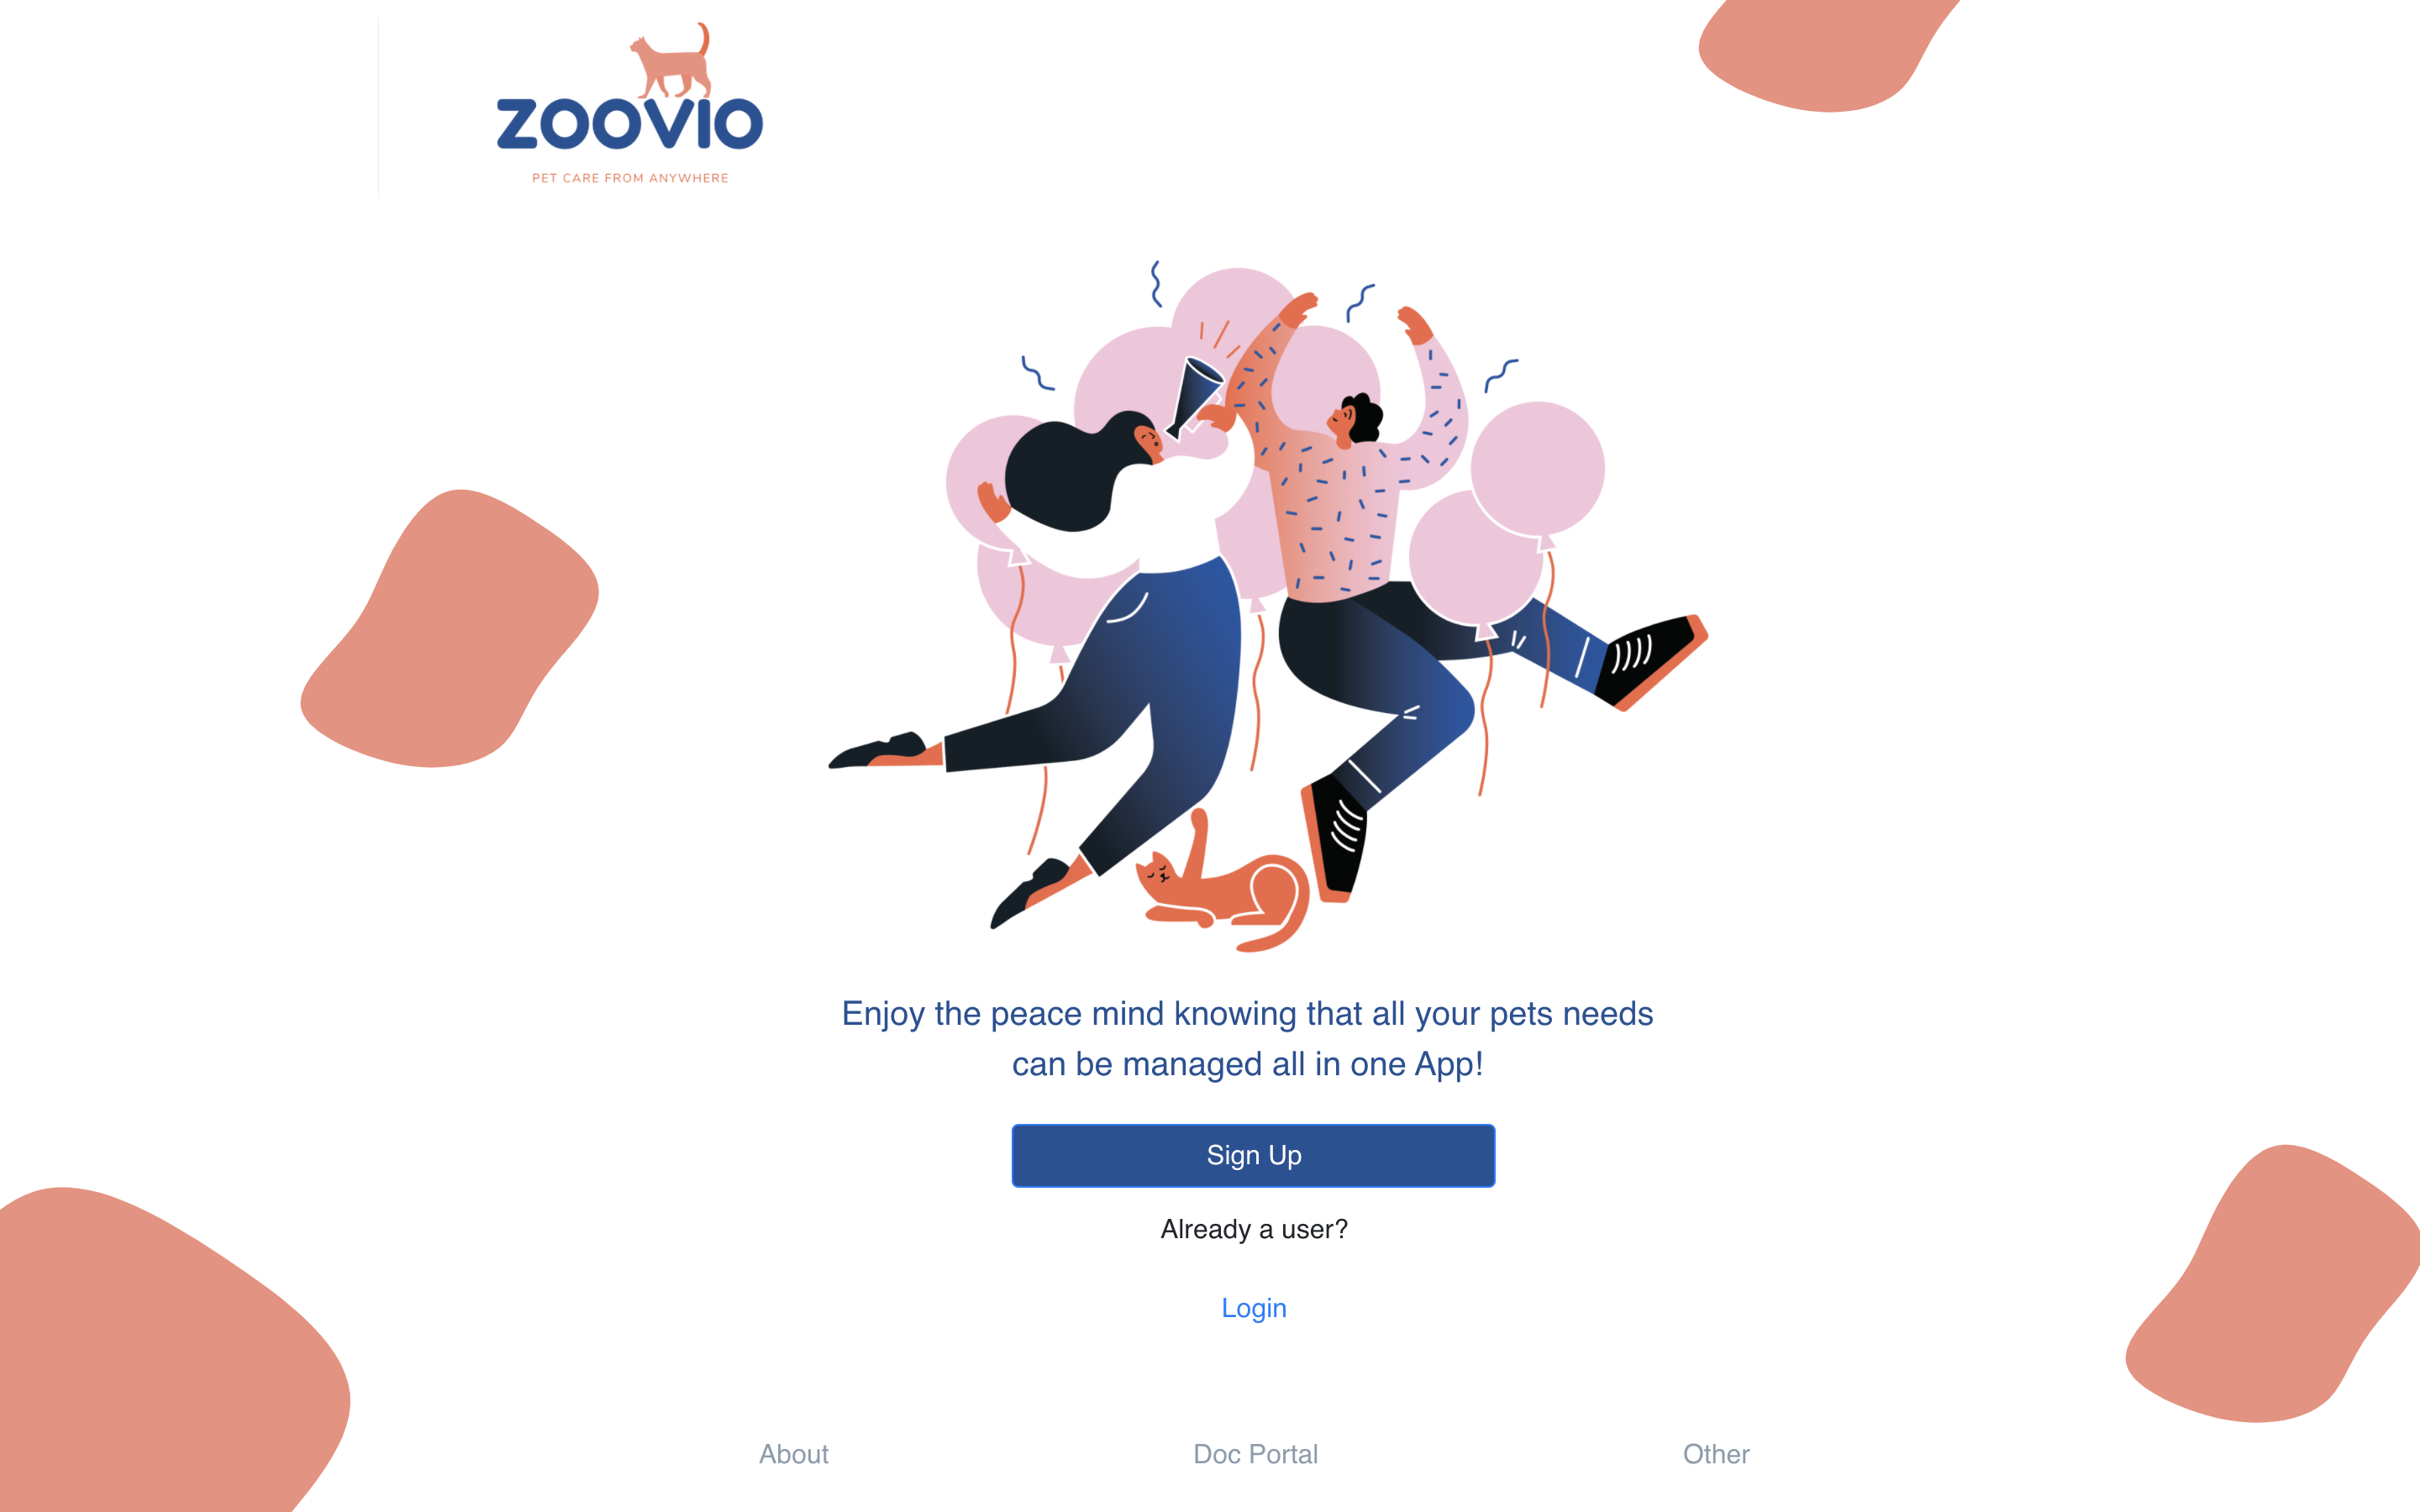 ZOOVIO
PET CARE FROM ANYWHERE
Enjoy the peace mind knowing that all your pets needs
can be managed all in one App!
Sign Up
Already a user?
Login
About
Doc Portal
Other